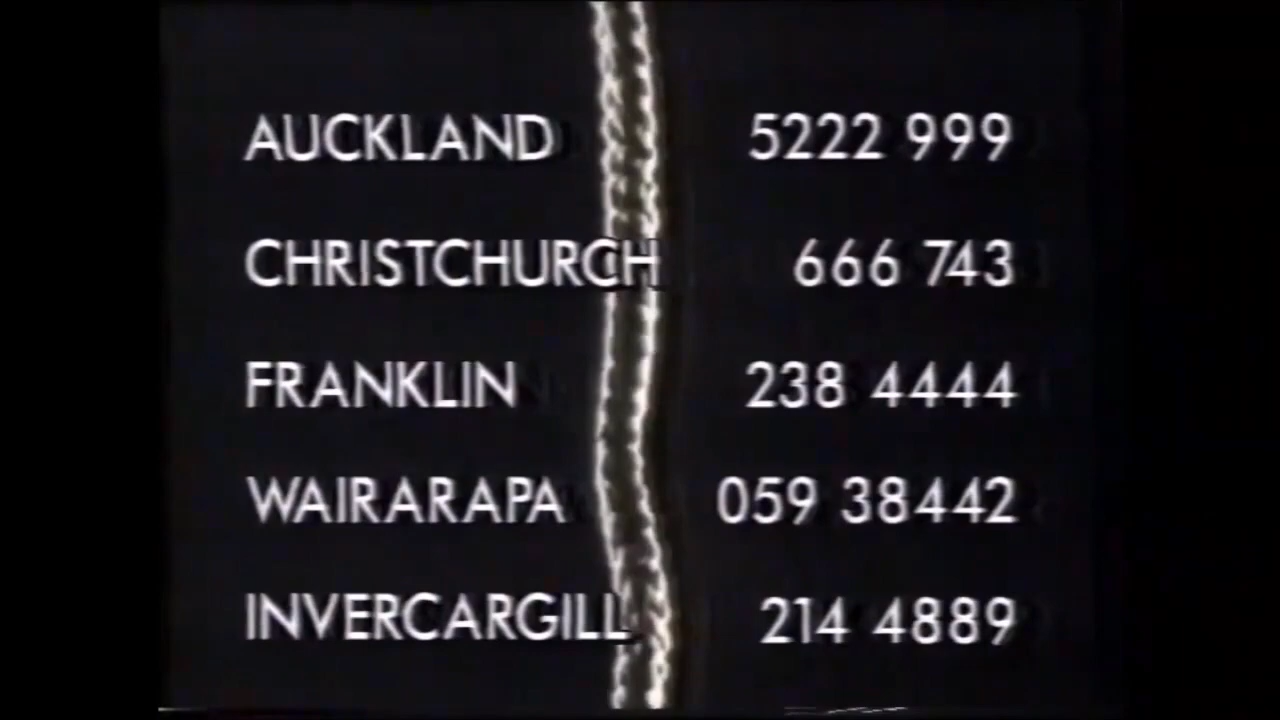 AUCKLAND 5222 999
CHRISTCHURCH 666 743
FRANKLIN 238 4444
WAIRARAPA 059 38442
INVERCARGILL 214 4889